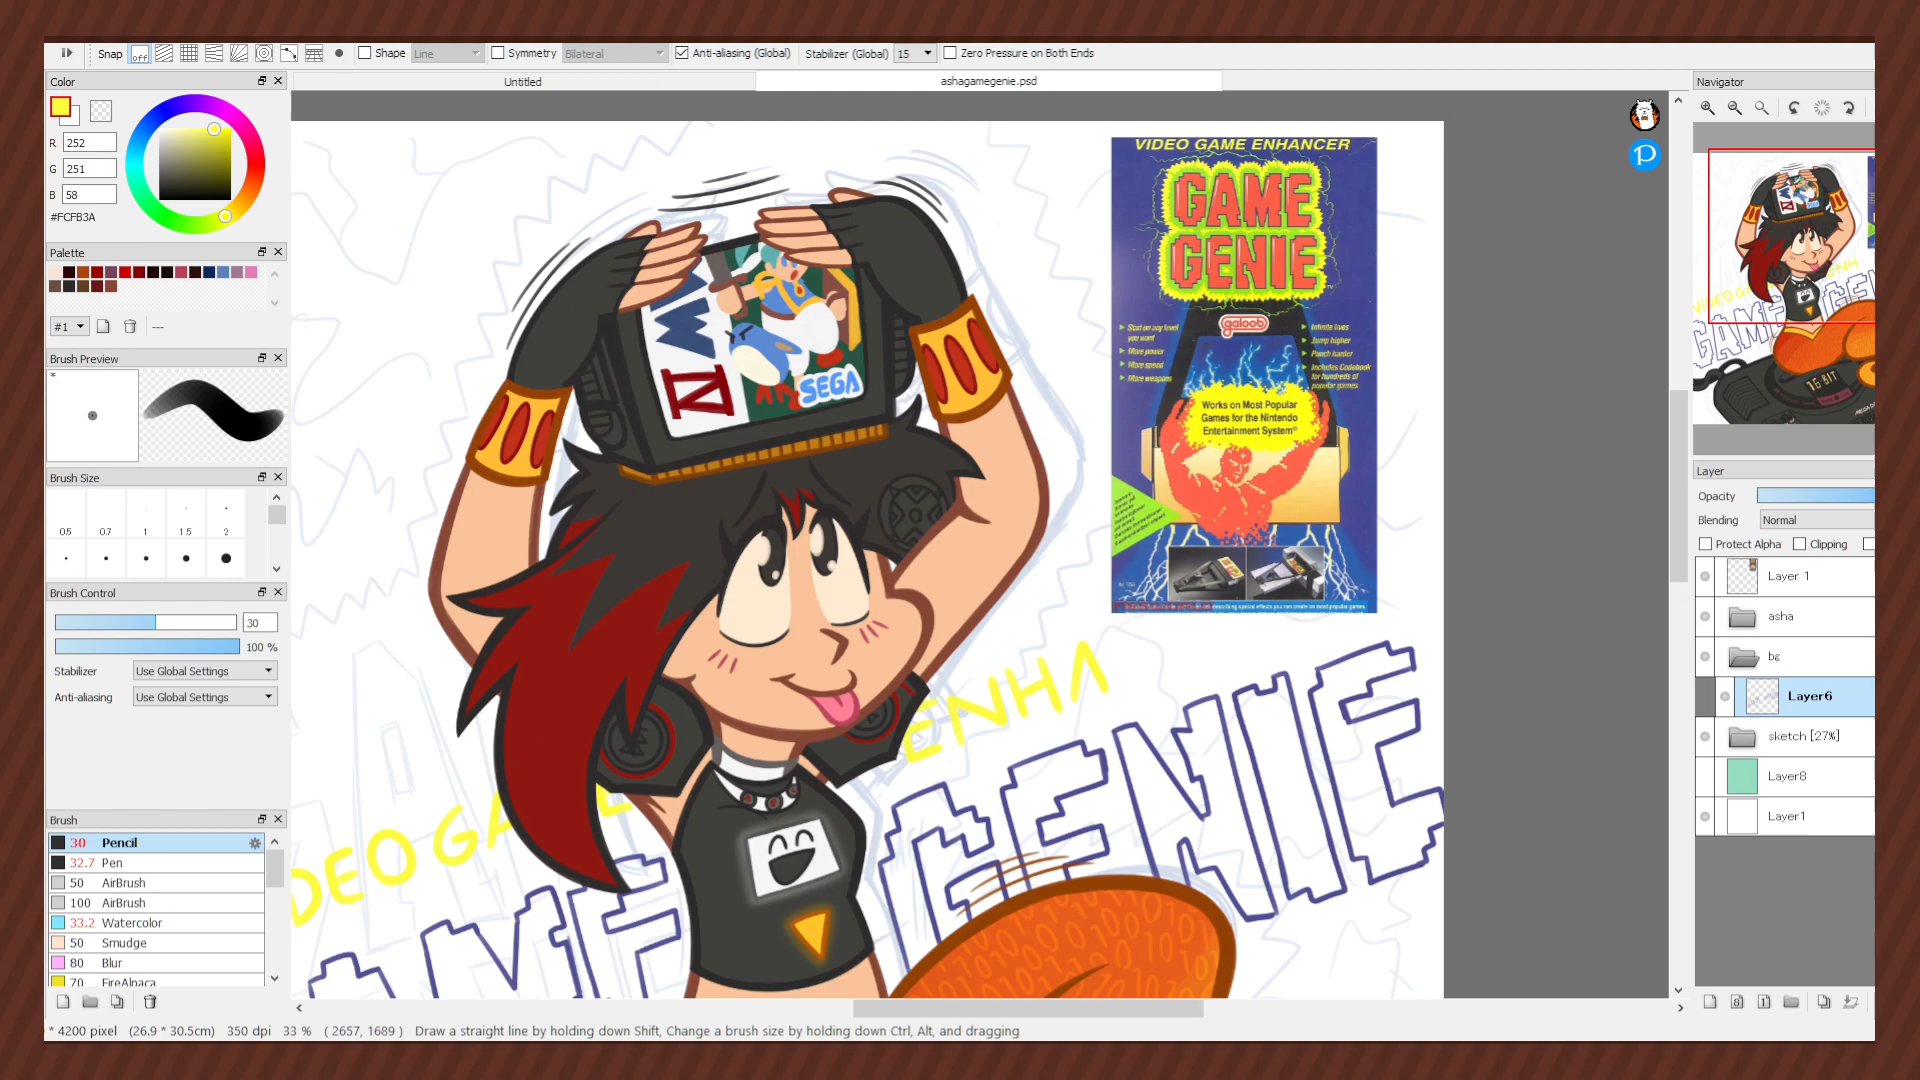 Snap
off
Shape
Line
Symmetry
Bilateral
Anti-aliasing (Global)
Stabilizer (Global)
15
Zero Pressure on Both Ends
Color
Untitled
ashagamegenie.psd
Navigator
R 252
G 251
B 58
#FCFB3A
Palette
#1
---
Brush Preview
*
Brush Size
0.5 0.7 1 1.5 2
Brush Control
30
100 %
Stabilizer Use Global Settings
Anti-aliasing Use Global Settings
Brush
30 Pencil
32.7 Pen
50 AirBrush
100 AirBrush
33.2 Watercolor
50 Smudge
80 Blur
70 FireAlpaca
VIDEO GAME ENHANCER
GAME
GENIE
galoob
Start on any level
you want
More power
More speed
More weapons
Infinite lives
Jump higher
Punch harder
Includes Codebook
for hundreds of
popular games
Works on Most Popular
Games for the Nintendo
Entertainment System®
SEGA
IV
DEO GA
ENHA
AME
GENIE
P
16 BIT
Layer
Opacity
Blending Normal
Protect Alpha
Clipping
Layer 1
asha
bg
Layer6
sketch [27%]
Layer8
Layer1
* 4200 pixel (26.9 * 30.5cm) 350 dpi 33 % ( 2657, 1689 ) Draw a straight line by holding down Shift, Change a brush size by holding down Ctrl, Alt, and dragging